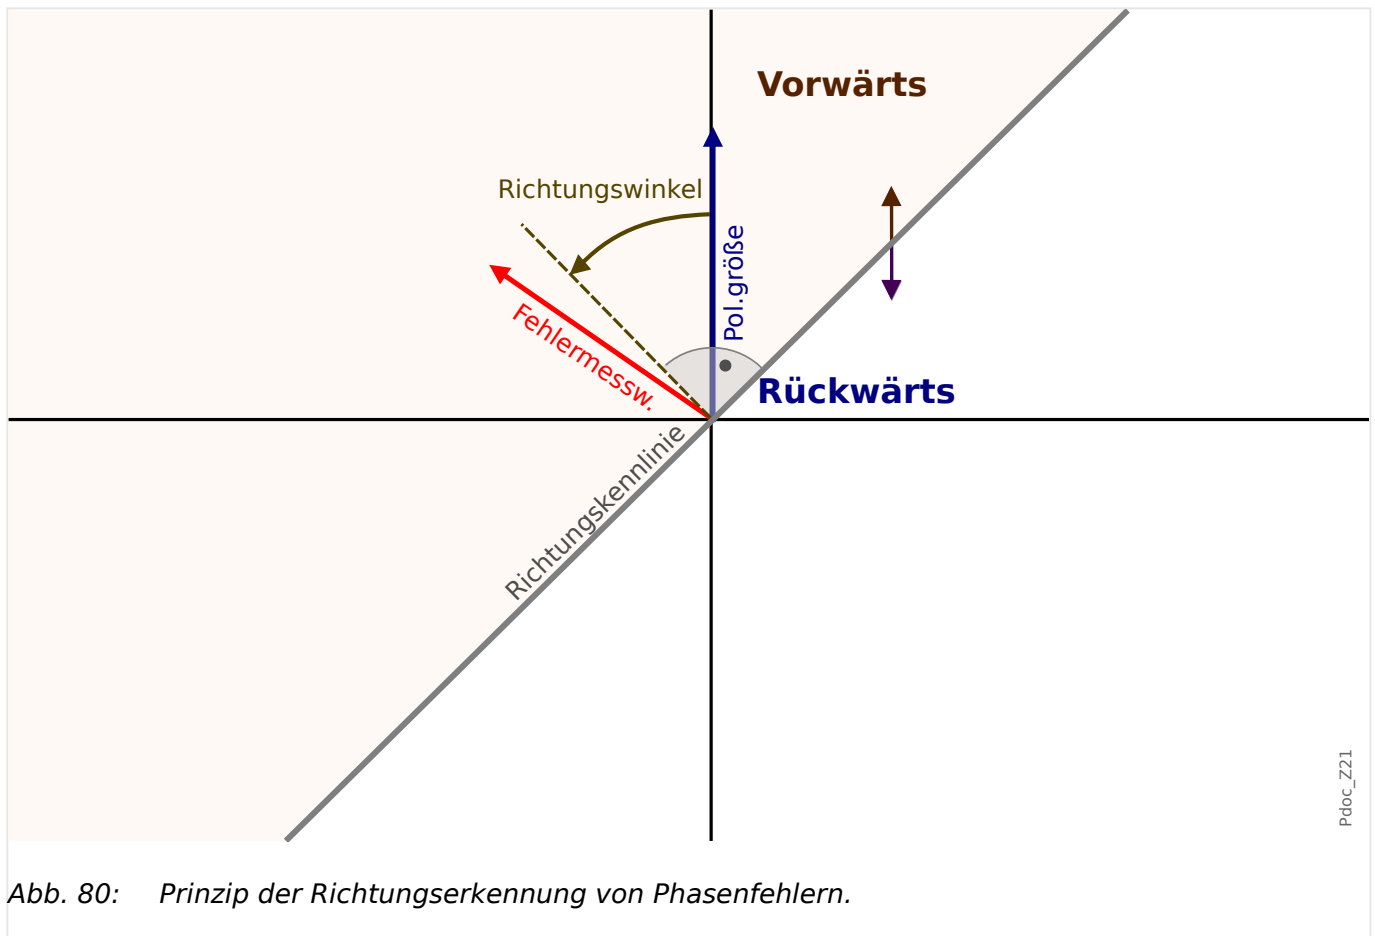 Vorwärts
Richtungswinkel
Pol.größe
Fehlermessw.
Rückwärts
Richtungskennlinie
Pdoc_Z21
Abb. 80: Prinzip der Richtungserkennung von Phasenfehlern.